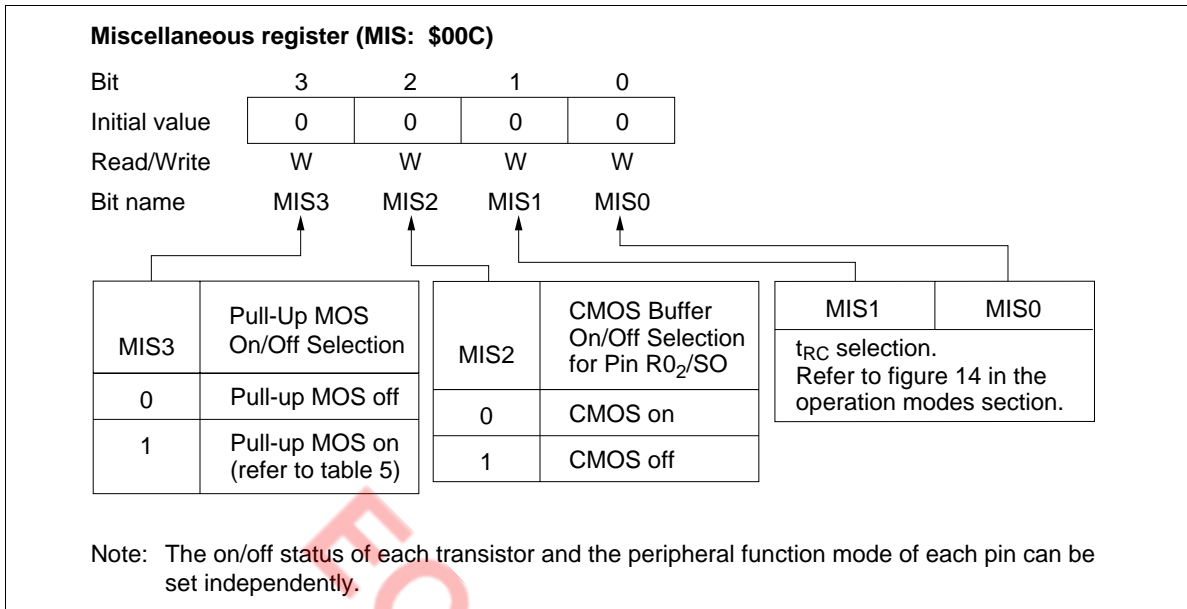 Miscellaneous register (MIS: $00C)
Bit 3 2 1 0
Initial value 0 0 0 0
Read/Write W W W W
Bit name MIS3 MIS2 MIS1 MIS0
MIS3 Pull-Up MOS
On/Off Selection
0 Pull-up MOS off
1 Pull-up MOS on
(refer to table 5)
MIS2 CMOS Buffer
On/Off Selection
for Pin R0₂/SO
0 CMOS on
1 CMOS off
MIS1 MIS0
tRC selection.
Refer to figure 14 in the
operation modes section.
Note: The on/off status of each transistor and the peripheral function mode of each pin can be
set independently.